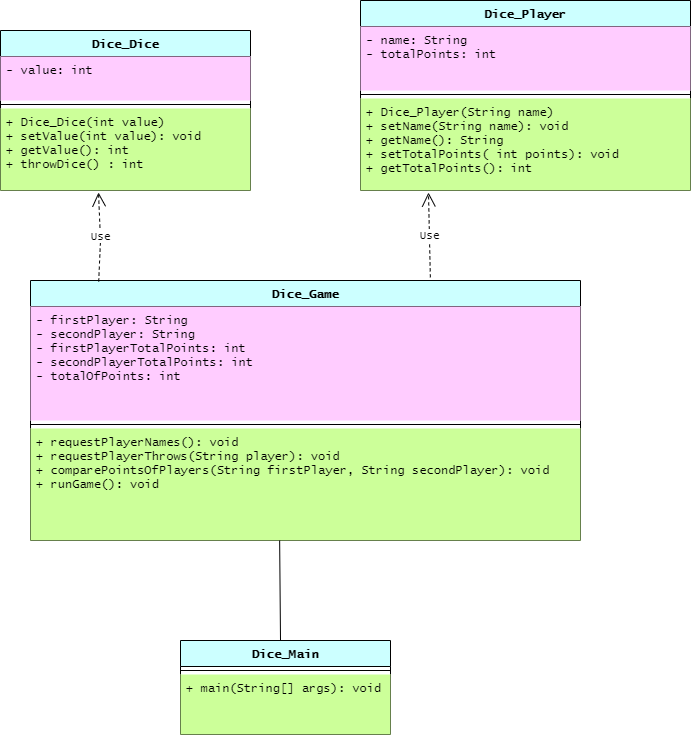 Dice_Dice
- value: int
+ Dice_Dice(int value)
+ setValue(int value): void
+ getValue(): int
+ throwDice() : int
Dice_Player
- name: String
- totalPoints: int
+ Dice_Player(String name)
+ setName(String name): void
+ getName(): String
+ setTotalPoints( int points): void
+ getTotalPoints(): int
Use
Use
Dice_Game
- firstPlayer: String
- secondPlayer: String
- firstPlayerTotalPoints: int
- secondPlayerTotalPoints: int
- totalOfPoints: int
+ requestPlayerNames(): void
+ requestPlayerThrows(String player): void
+ comparePointsOfPlayers(String firstPlayer, String secondPlayer): void
+ runGame(): void
Dice_Main
+ main(String[] args): void